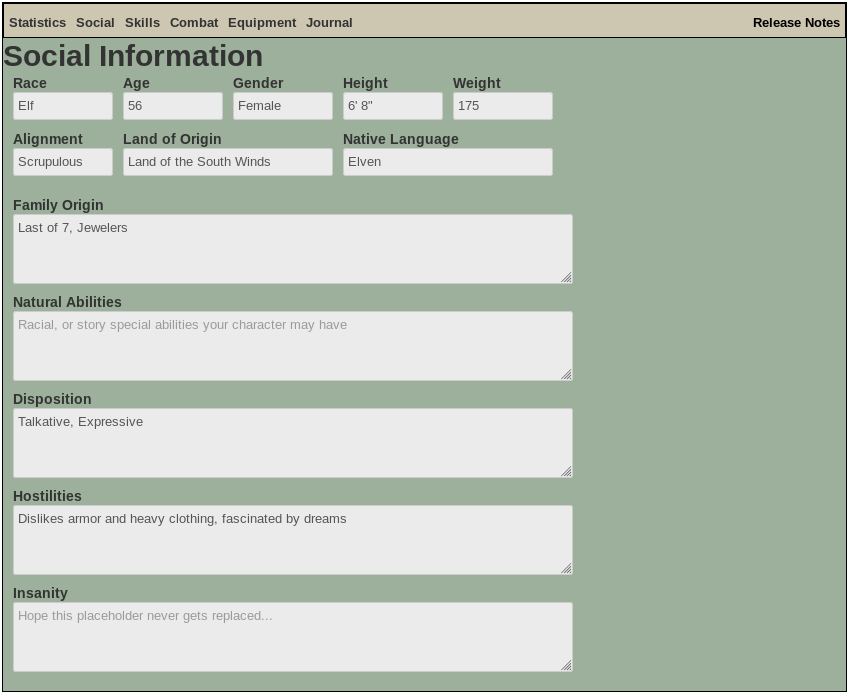 Statistics Social Skills Combat Equipment Journal Release Notes
Social Information
Race Age Gender Height Weight
Elf 56 Female 6' 8" 175
Alignment Land of Origin Native Language
Scrupulous Land of the South Winds Elven
Family Origin
Last of 7, Jewelers
Natural Abilities
Racial, or story special abilities your character may have
Disposition
Talkative, Expressive
Hostilities
Dislikes armor and heavy clothing, fascinated by dreams
Insanity
Hope this placeholder never gets replaced...